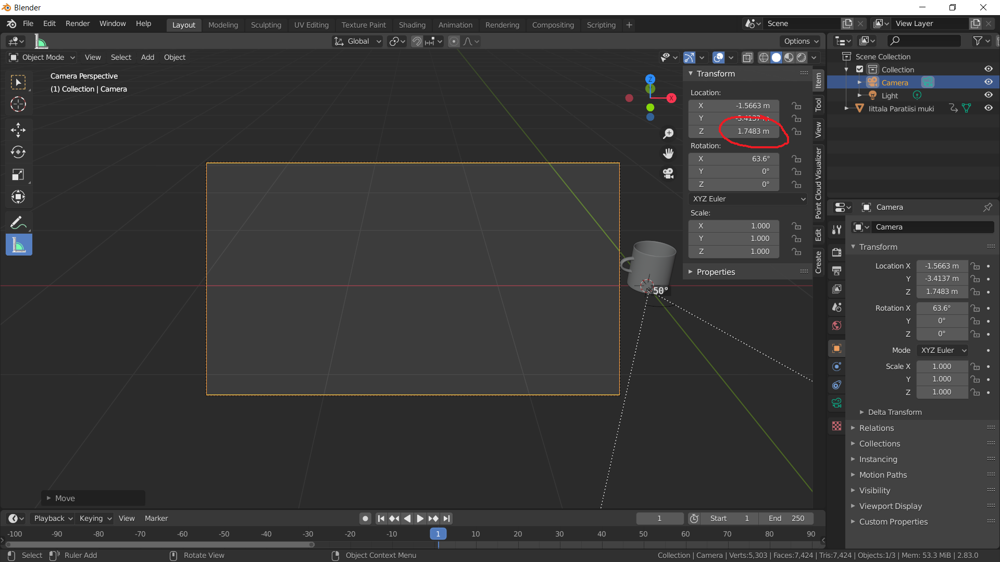 Blender
File Edit Render Window Help
Layout Modeling Sculpting UV Editing Texture Paint Shading Animation Rendering Compositing Scripting +
Scene
View Layer
Global
Options
Object Mode View Select Add Object
Camera Perspective
(1) Collection | Camera
Z
X
Transform
Location:
X -1.5663 m
Y -3.4137 m
Z 1.7483 m
Rotation:
X 63.6°
Y 0°
Z 0°
XYZ Euler
Scale:
X 1.000
Y 1.000
Z 1.000
Properties
Item
Tool
View
Point Cloud Visualizer
Edit
Create
50°
Move
Scene Collection
Collection
Camera
Light
Iittala Paratiisi muki
Camera
Camera
Transform
Location X -1.5663 m
Y -3.4137 m
Z 1.7483 m
Rotation X 63.6°
Y 0°
Z 0°
Mode XYZ Euler
Scale X 1.000
Y 1.000
Z 1.000
Delta Transform
Relations
Collections
Instancing
Motion Paths
Visibility
Viewport Display
Custom Properties
Playback Keying View Marker
1
Start 1
End 250
-100 -90 -80 -70 -60 -50 -40 -30 -20 -10 1 10 20 30 40 50 60 70 80 90
Select Ruler Add Rotate View Object Context Menu
Collection | Camera | Verts:5,303 | Faces:7,424 | Tris:7,424 | Objects:1/3 | Mem: 53.3 MiB | 2.83.0